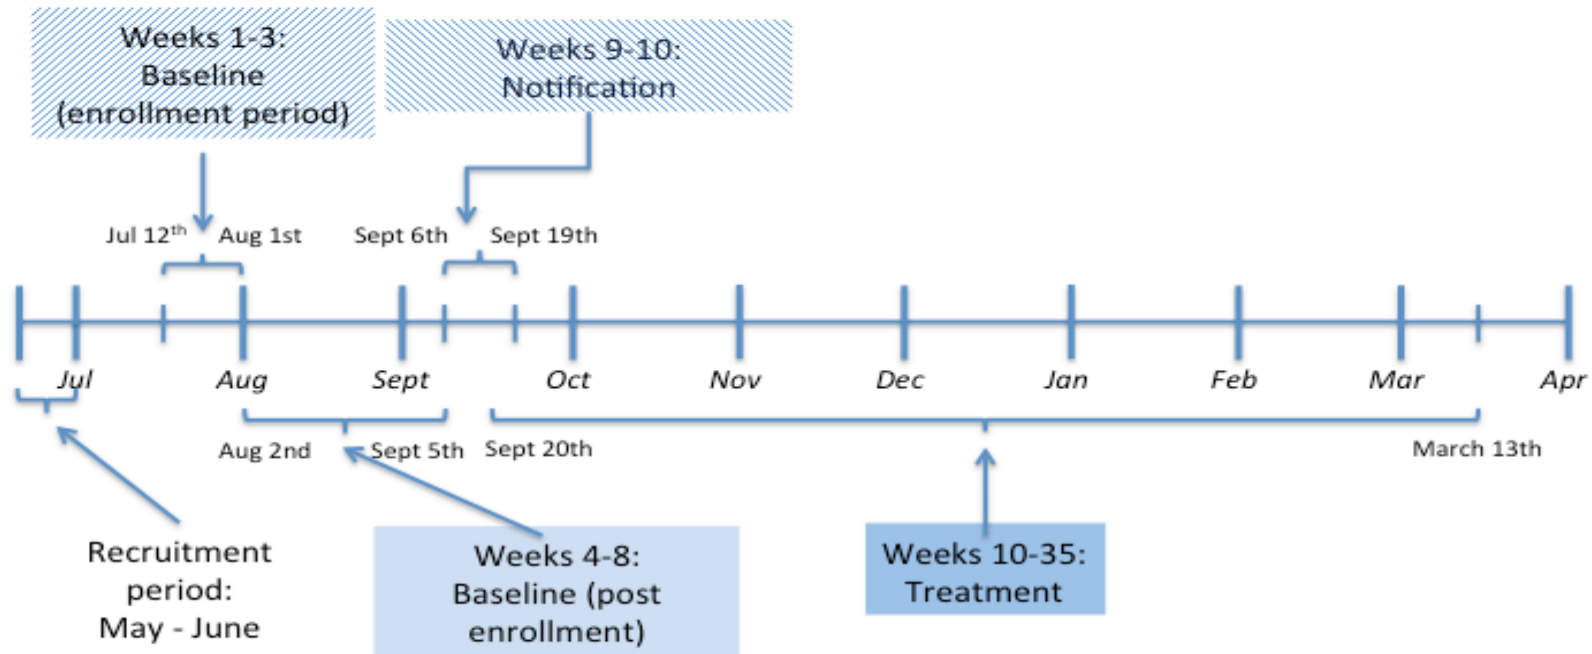 Weeks 1-3:
Baseline
(enrollment period)
Weeks 9-10:
Notification
Jul 12th
Aug 1st
Sept 6th
Sept 19th
Jul
Aug
Sept
Oct
Nov
Dec
Jan
Feb
Mar
Apr
Aug 2nd
Sept 5th
Sept 20th
March 13th
Recruitment
period:
May - June
Weeks 4-8:
Baseline (post
enrollment)
Weeks 10-35:
Treatment